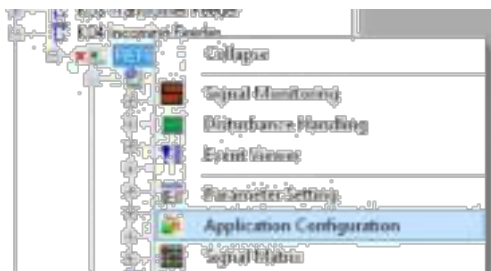 Collapse
Signal Monitoring
Disturbance Handling
Event Viewer
Parameter Setting
Application Configuration
Signal Matrix